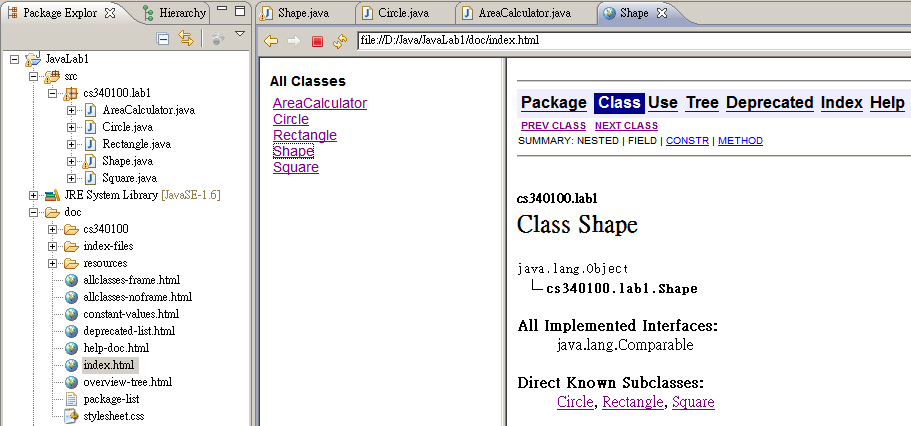 Package Explor
Hierarchy
JavaLab1
src
cs340100.lab1
AreaCalculator.java
Circle.java
Rectangle.java
Shape.java
Square.java
JRE System Library [JavaSE-1.6]
doc
cs340100
index-files
resources
allclasses-frame.html
allclasses-noframe.html
constant-values.html
deprecated-list.html
help-doc.html
index.html
overview-tree.html
package-list
stylesheet.css
Shape.java Circle.java AreaCalculator.java Shape
file://D:/Java/JavaLab1/doc/index.html
All Classes
AreaCalculator
Circle
Rectangle
Shape
Square
Package Class Use Tree Deprecated Index Help
PREV CLASS NEXT CLASS
SUMMARY: NESTED | FIELD | CONSTR | METHOD
cs340100.lab1
Class Shape
java.lang.Object
cs340100.lab1.Shape
All Implemented Interfaces:
java.lang.Comparable
Direct Known Subclasses:
Circle, Rectangle, Square